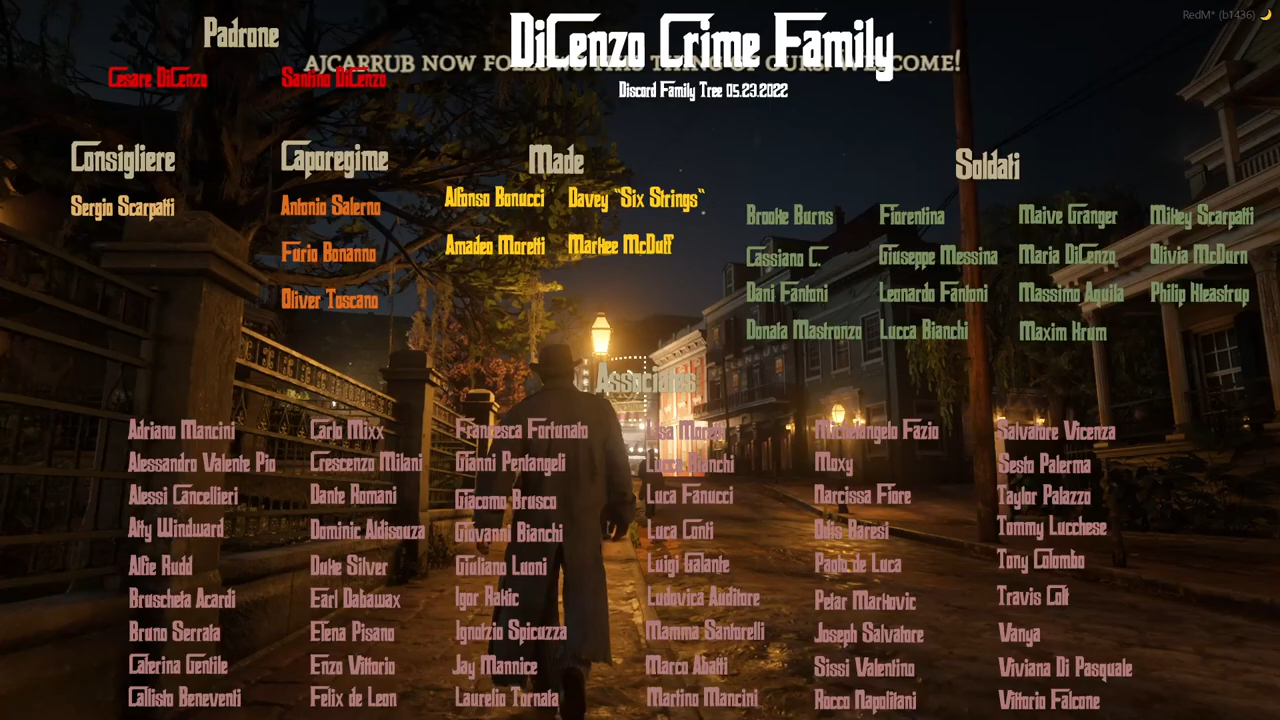 RedM* (b1436)
DiCenzo Crime Family
AJCARRUB NOW FOLLOWS THIS THING OF OURS! WELCOME!
Discord Family Tree 05.23.2022
Padrone
Cesare DiCenzo Santino DiCenzo
Consigliere
Sergio Scarpatti
Caporegime
Antonio Salerno
Furio Bonanno
Oliver Toscano
Made
Alfonso Bonucci Davey "Six Strings"
Amadeo Moretti Markee McDuff
Soldati
Brooke Burns Fiorentina Maive Granger Mikey Scarpatti
Cassiano C. Giuseppe Messina Maria DiCenzo Olivia McDurn
Dani Fantoni Leonardo Fantoni Massimo Aquila Philip Kleastrup
Donata Mastronzo Lucca Bianchi Maxim Krum
Associates
Adriano Mancini Carlo Mixx Francesca Fortunato Lisa Moretti Michelangelo Fazio Salvatore Vicenza
Alessandro Valente Pio Crescenzo Milani Gianni Pentangeli Lucca Bianchi Moxy Sesto Palerma
Alessi Cancellieri Dante Romani Giacomo Brusco Luca Fanucci Narcissa Fiore Taylor Palazzo
Atty Windward Dominic Aldisouza Giovanni Bianchi Luca Conti Odis Baresi Tommy Lucchese
Alfie Rudd Duke Silver Giuliano Luoni Luigi Galante Paolo de Luca Tony Colombo
Bruscheta Acardi Earl Dabawax Igor Rakic Ludovica Auditore Petar Markovic Travis Colt
Bruno Serrata Elena Pisano Ignotzio Spicuzza Mamma Santorelli Joseph Salvatore Vanya
Caterina Gentile Enzo Vittorio Jay Mannice Marco Abatti Sissi Valentino Viviana Di Pasquale
Callisto Beneventi Felix de Leon Laurelio Tornata Martino Mancini Rocco Napolitani Vittorio Falcone